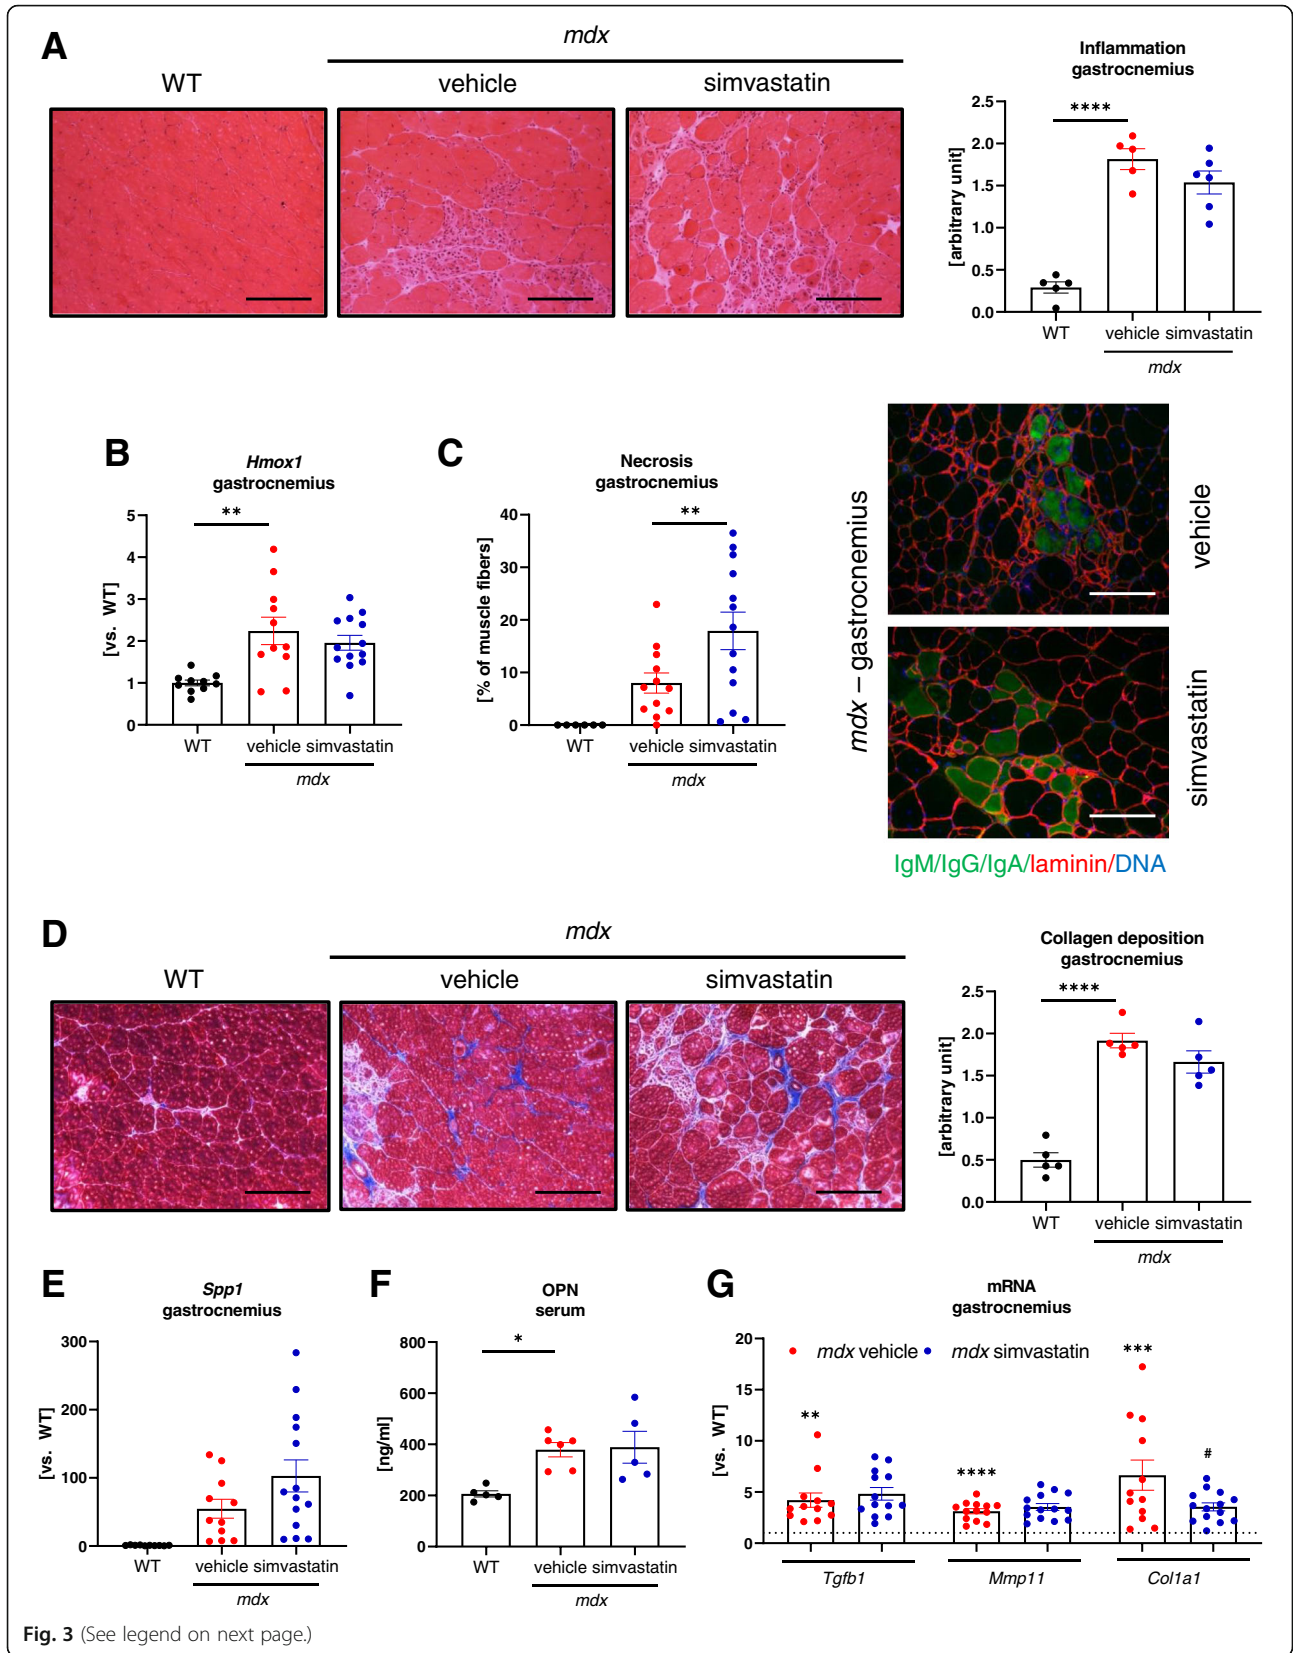 A
mdx
WT
vehicle
simvastatin
Inflammation
gastrocnemius
****
[arbitrary unit]
2.5
2.0
1.5
1.0
0.5
0.0
WT
vehicle simvastatin
mdx
B
Hmox1
gastrocnemius
**
[vs. WT]
5
4
3
2
1
0
WT
vehicle simvastatin
mdx
C
Necrosis
gastrocnemius
**
[% of muscle fibers]
40
30
20
10
0
WT
vehicle simvastatin
mdx
mdx – gastrocnemius
vehicle
simvastatin
IgM/IgG/IgA/laminin/DNA
D
mdx
WT
vehicle
simvastatin
Collagen deposition
gastrocnemius
****
[arbitrary unit]
2.5
2.0
1.5
1.0
0.5
0.0
WT
vehicle simvastatin
mdx
E
Spp1
gastrocnemius
[vs. WT]
300
200
100
0
WT
vehicle simvastatin
mdx
F
OPN
serum
*
[ng/ml]
800
600
400
200
0
WT
vehicle simvastatin
mdx
G
mRNA
gastrocnemius
mdx vehicle
mdx simvastatin
[vs. WT]
20
15
10
5
0
**
****
***
#
Tgfb1
Mmp11
Col1a1
Fig. 3 (See legend on next page.)